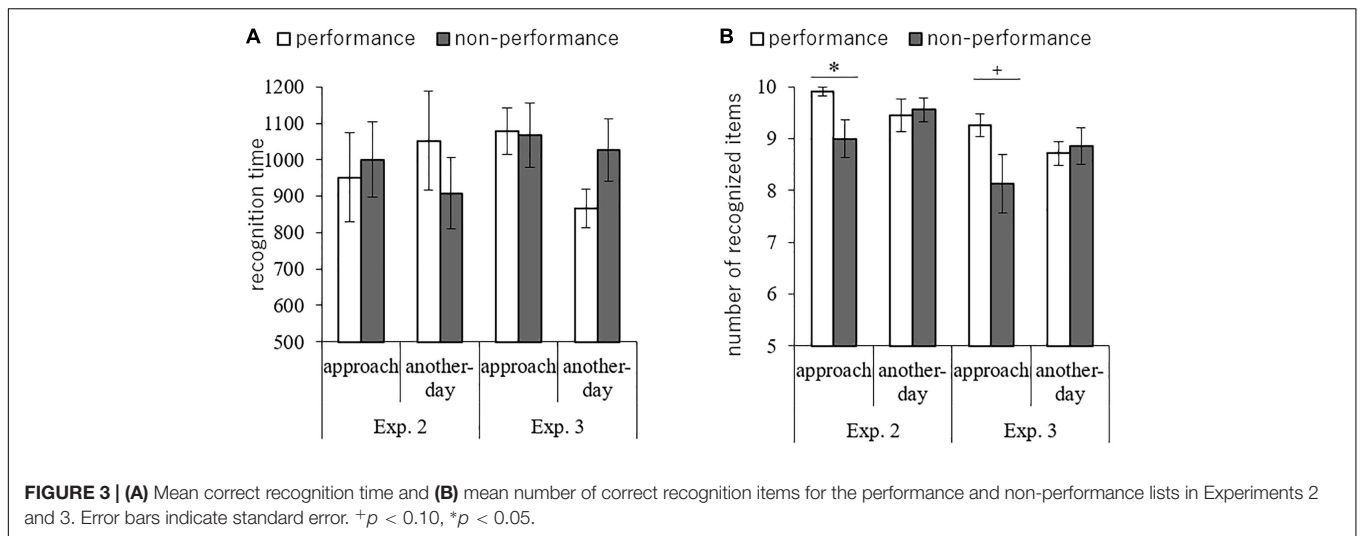 A performance non-performance
recognition time
1200
1100
1000
900
800
700
600
500
approach another-day approach another-day
Exp. 2 Exp. 3
B performance non-performance
number of recognized items
* +
10
9
8
7
6
5
approach another-day approach another-day
Exp. 2 Exp. 3
FIGURE 3 | (A) Mean correct recognition time and (B) mean number of correct recognition items for the performance and non-performance lists in Experiments 2
and 3. Error bars indicate standard error. +p < 0.10, *p < 0.05.